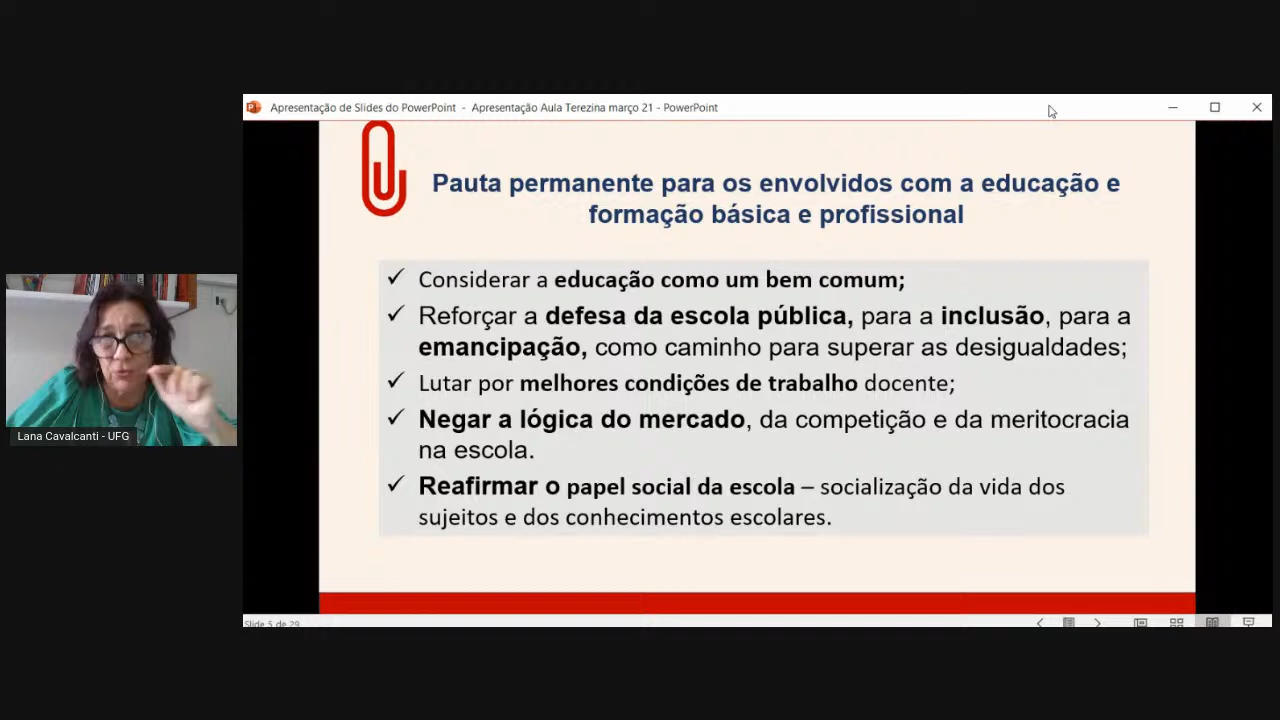 Apresentação de Slides do PowerPoint - Apresentação Aula Terezina março 21 - PowerPoint
Pauta permanente para os envolvidos com a educação e
formação básica e profissional
✓ Considerar a educação como um bem comum;
✓ Reforçar a defesa da escola pública, para a inclusão, para a
emancipação, como caminho para superar as desigualdades;
✓ Lutar por melhores condições de trabalho docente;
✓ Negar a lógica do mercado, da competição e da meritocracia
na escola.
✓ Reafirmar o papel social da escola – socialização da vida dos
sujeitos e dos conhecimentos escolares.
Lana Cavalcanti - UFG
Slide 5 de 29